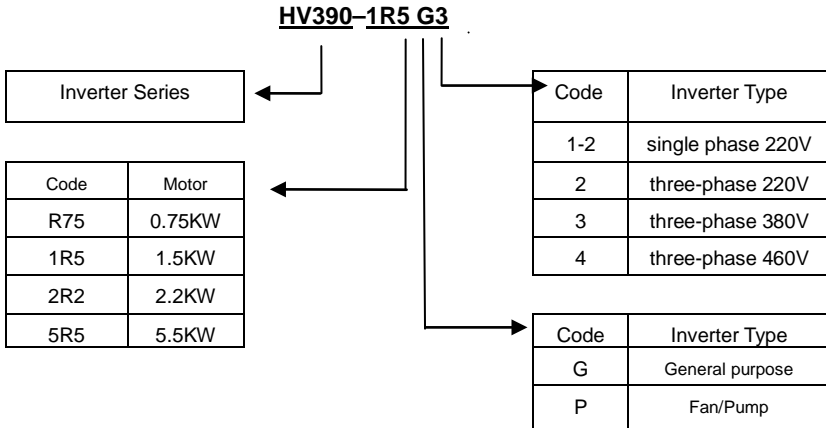 HV390–1R5 G3
Inverter Series
Code Motor
R75 0.75KW
1R5 1.5KW
2R2 2.2KW
5R5 5.5KW
Code Inverter Type
1-2 single phase 220V
2 three-phase 220V
3 three-phase 380V
4 three-phase 460V
Code Inverter Type
G General purpose
P Fan/Pump